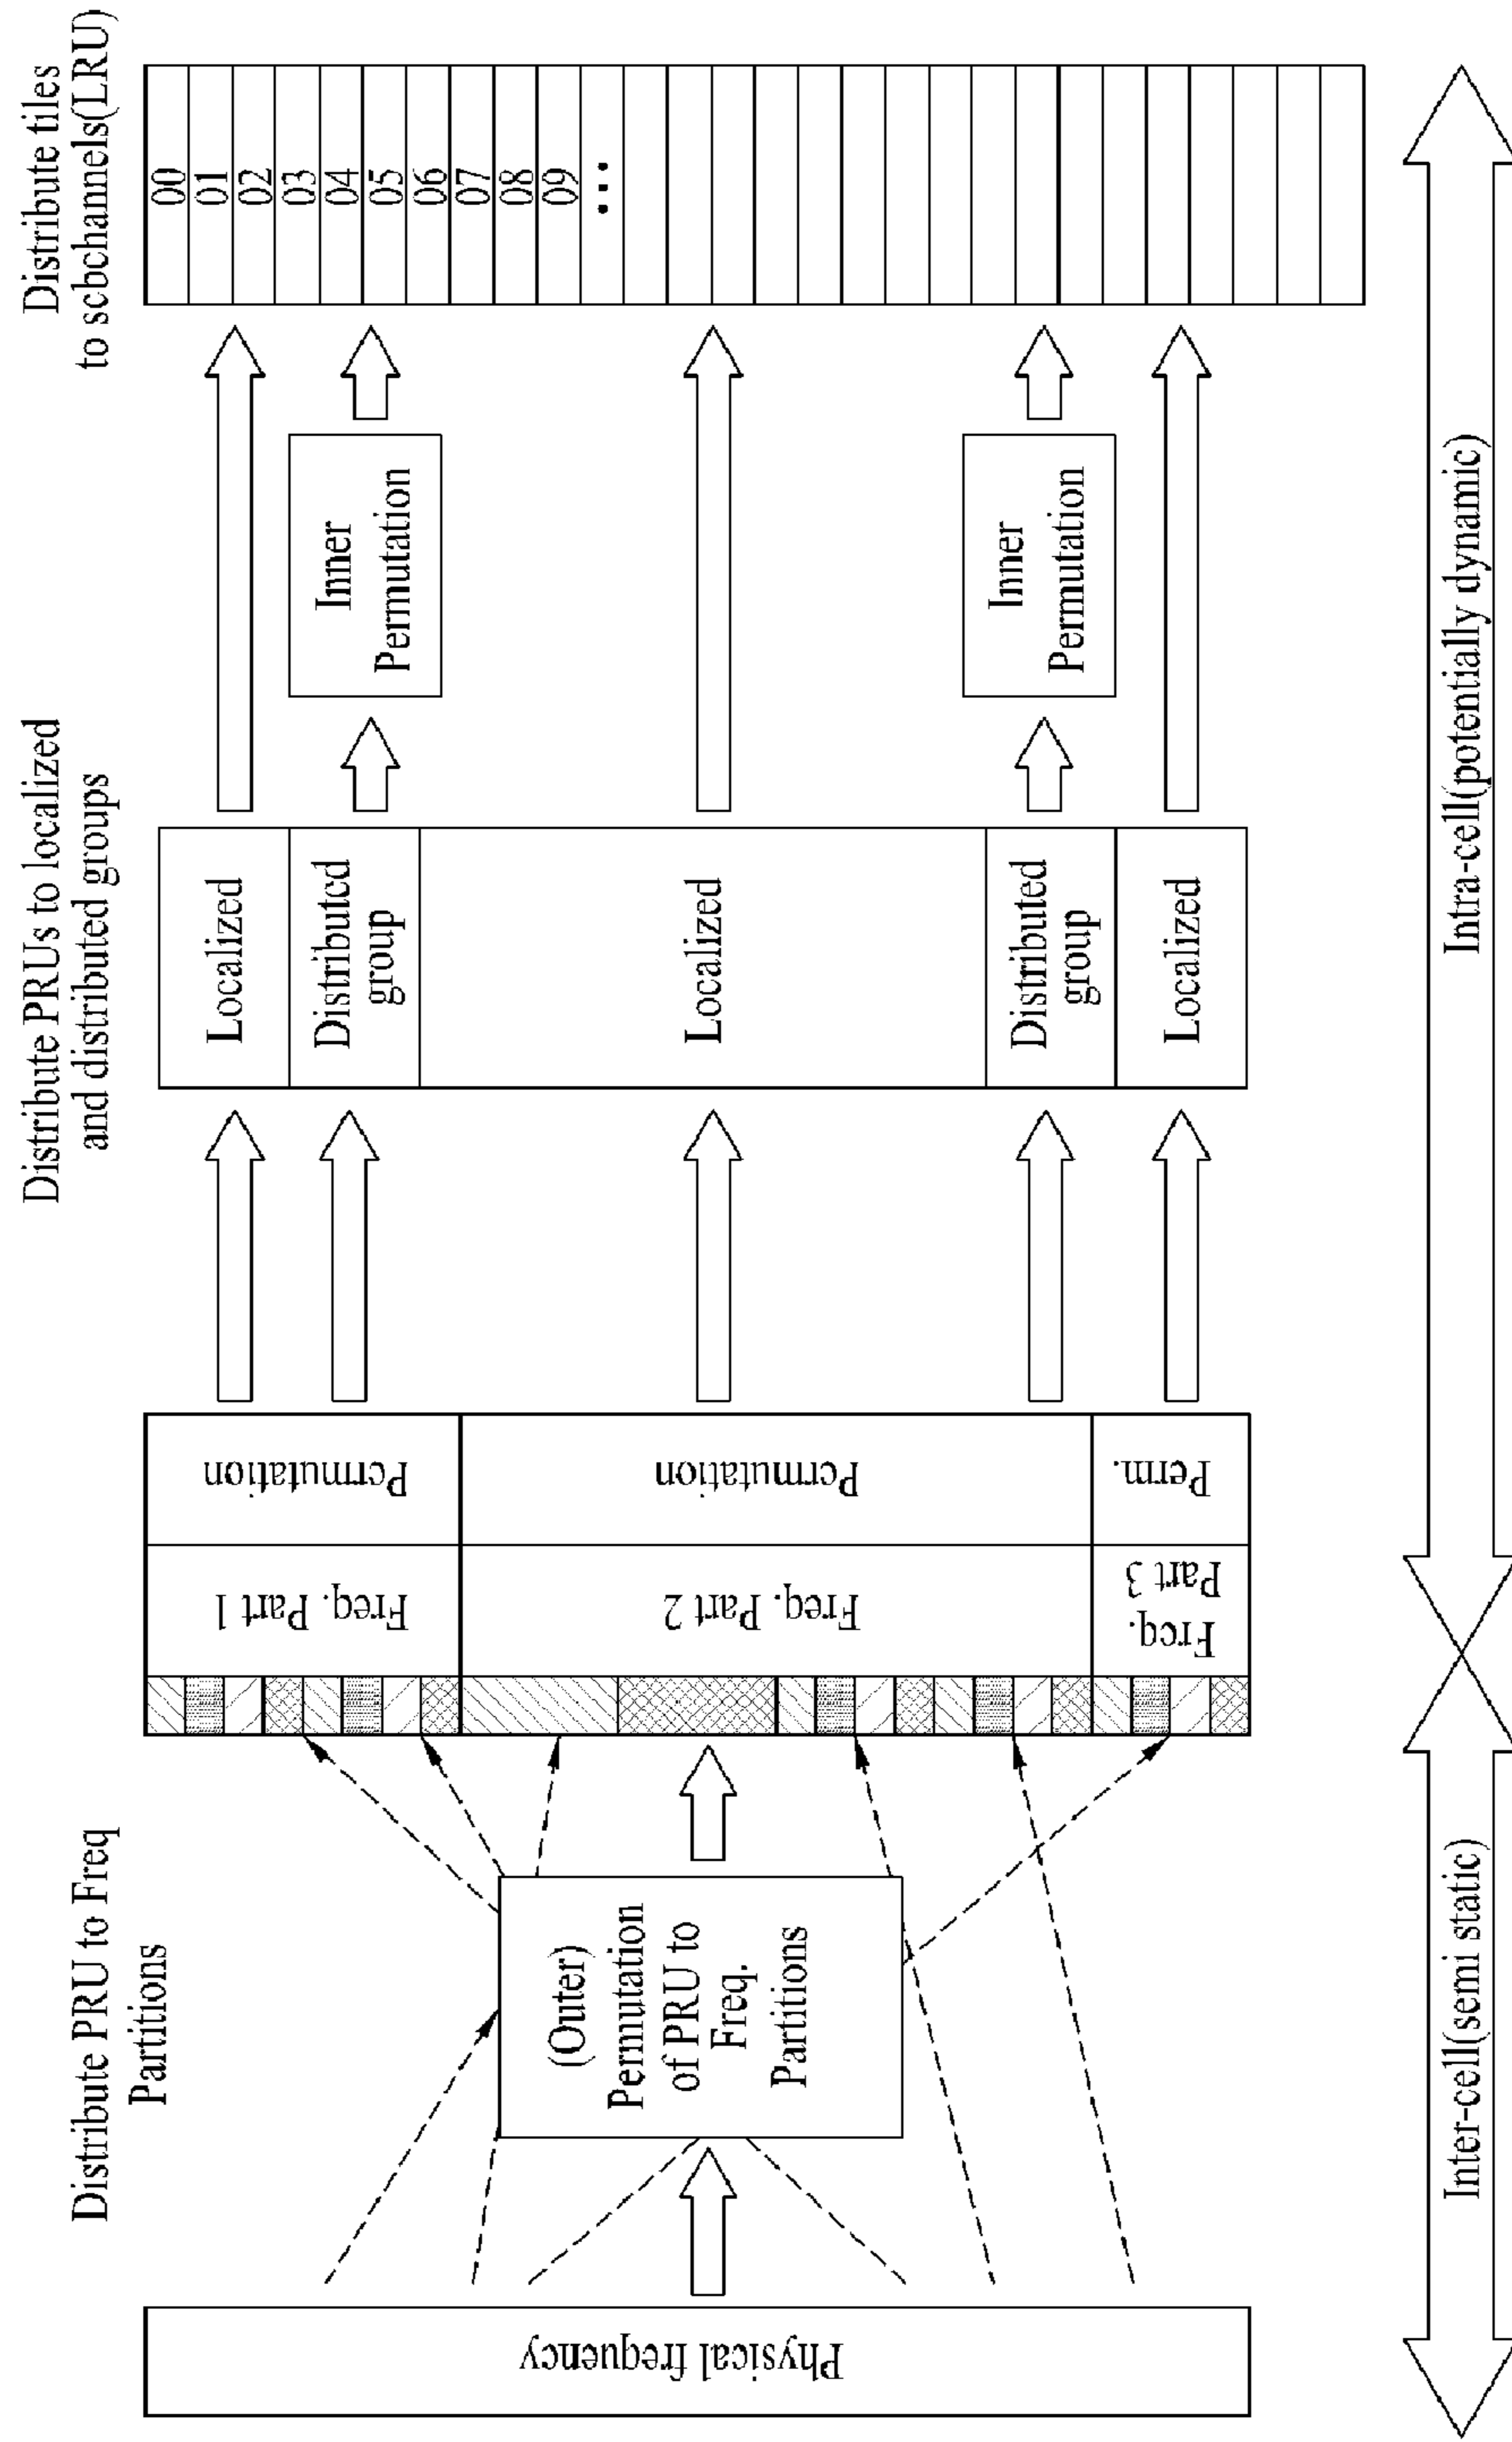 Distribute PRU to Freq
Partitions
Distribute PRUs to localized
and distributed groups
Distribute tiles
to scbchannels(LRU)
Physical frequency
(Outer)
Permutation
of PRU to
Freq.
Partitions
Freq. Part 1
Permutation
Freq. Part 2
Permutation
Freq.
Part 3
Perm.
Localized
Distributed
group
Localized
Distributed
group
Localized
Inner
Permutation
Inner
Permutation
00
01
02
03
04
05
06
07
08
09
...
Inter-cell(semi static)
Intra-cell(potentially dynamic)